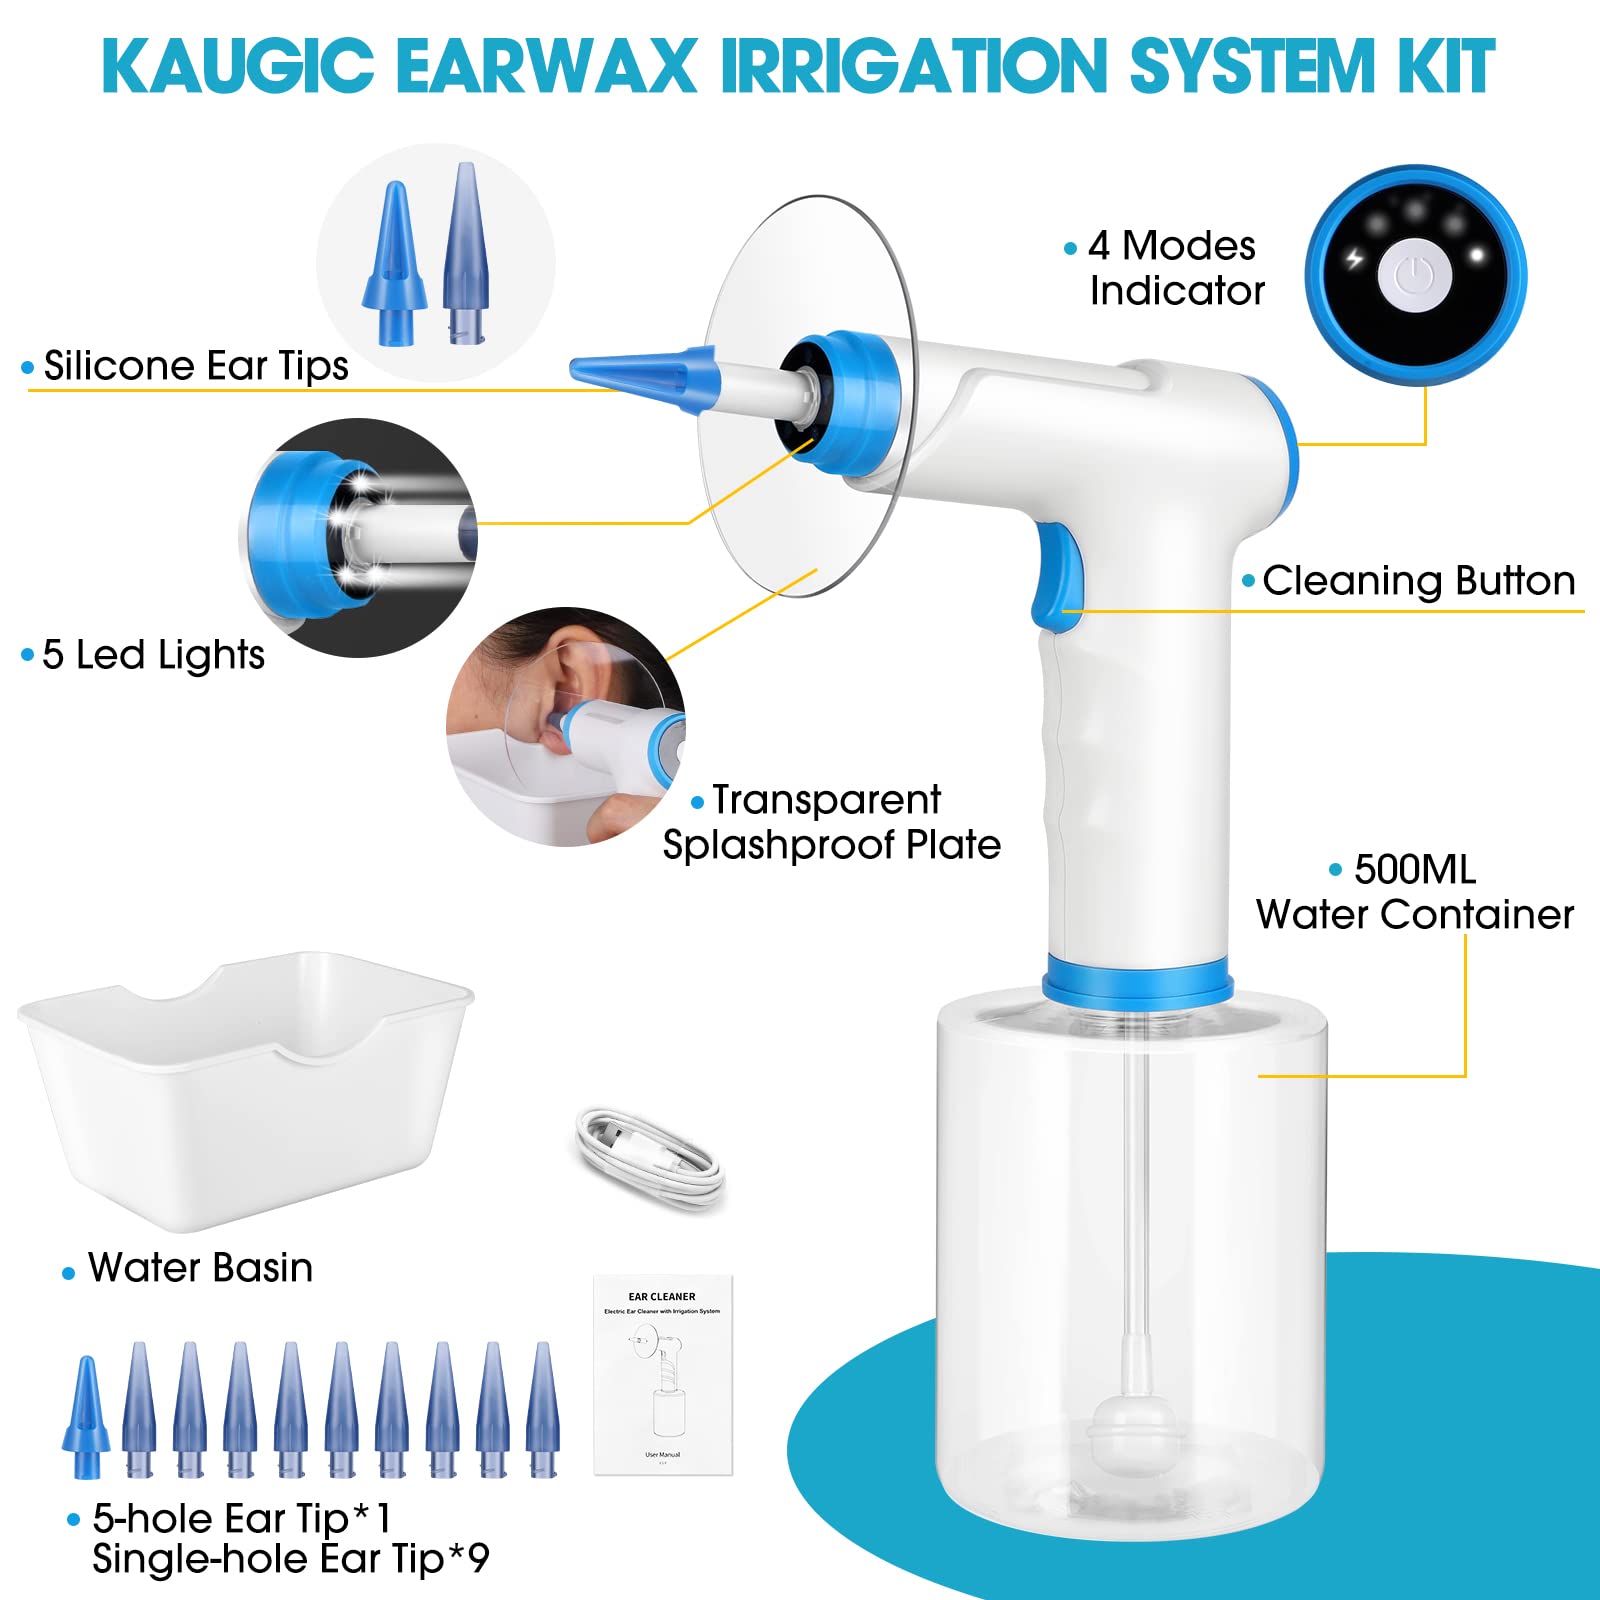 KAUGIC EARWAX IRRIGATION SYSTEM KIT
4 Modes
Indicator
Silicone Ear Tips
Cleaning Button
5 Led Lights
Transparent
Splashproof Plate
500ML
Water Container
Water Basin
EAR CLEANER
Electric Ear Cleaner with Irrigation System
User Manual
5-hole Ear Tip*1
Single-hole Ear Tip*9